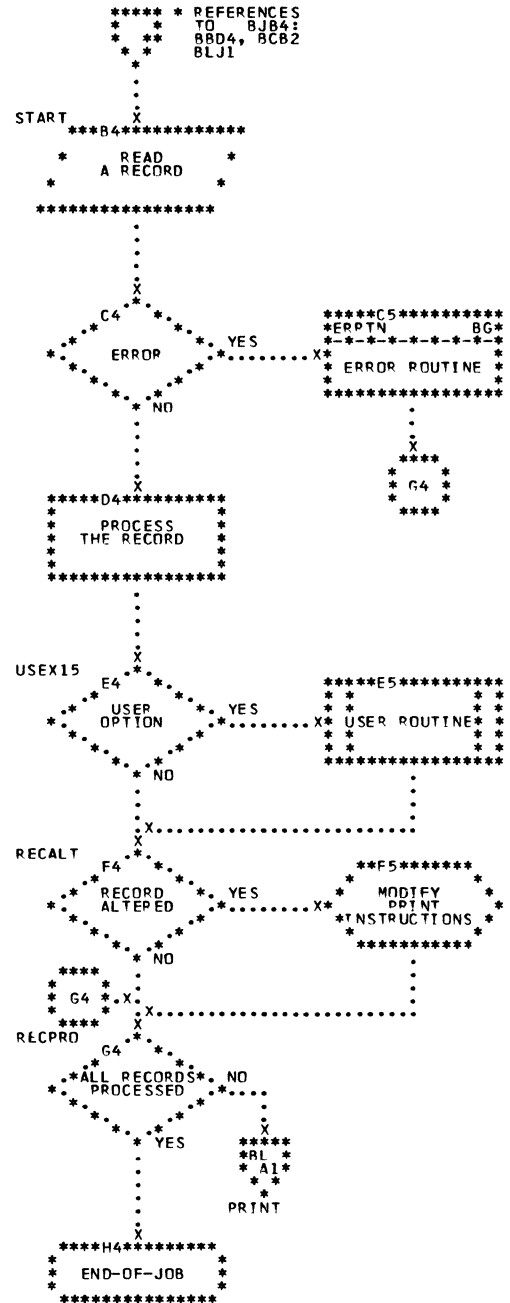 * REFERENCES
TO BJB4:
BBD4, BCB2
BLJ1
START
B4
READ
A RECORD
C4
ERROR
YES
NO
C5
ERPTN BG
ERROR ROUTINE
G4
D4
PROCESS
THE RECORD
USEX15
E4
USER
OPTION
YES
NO
E5
USER ROUTINE
RECALT
F4
RECORD
ALTERED
YES
NO
F5
MODIFY
PRINT
INSTRUCTIONS
G4
RECPRO
G4
ALL RECORDS
PROCESSED
NO
YES
BL
A1
PRINT
H4
END-OF-JOB